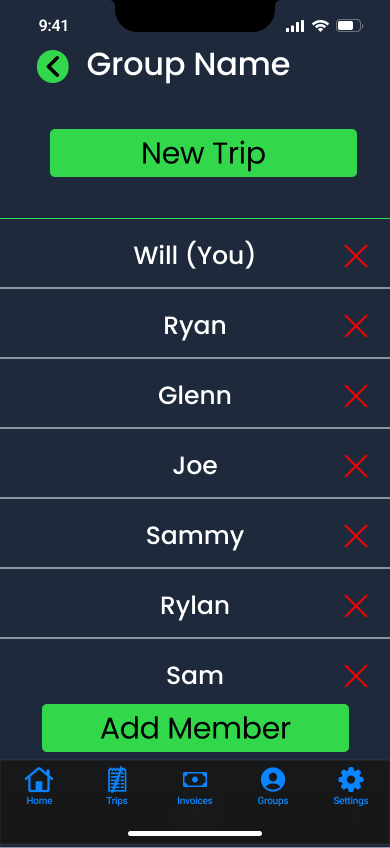 9:41
Group Name
New Trip
Will (You)
Ryan
Glenn
Joe
Sammy
Rylan
Sam
Add Member
Home Trips Invoices Groups Settings